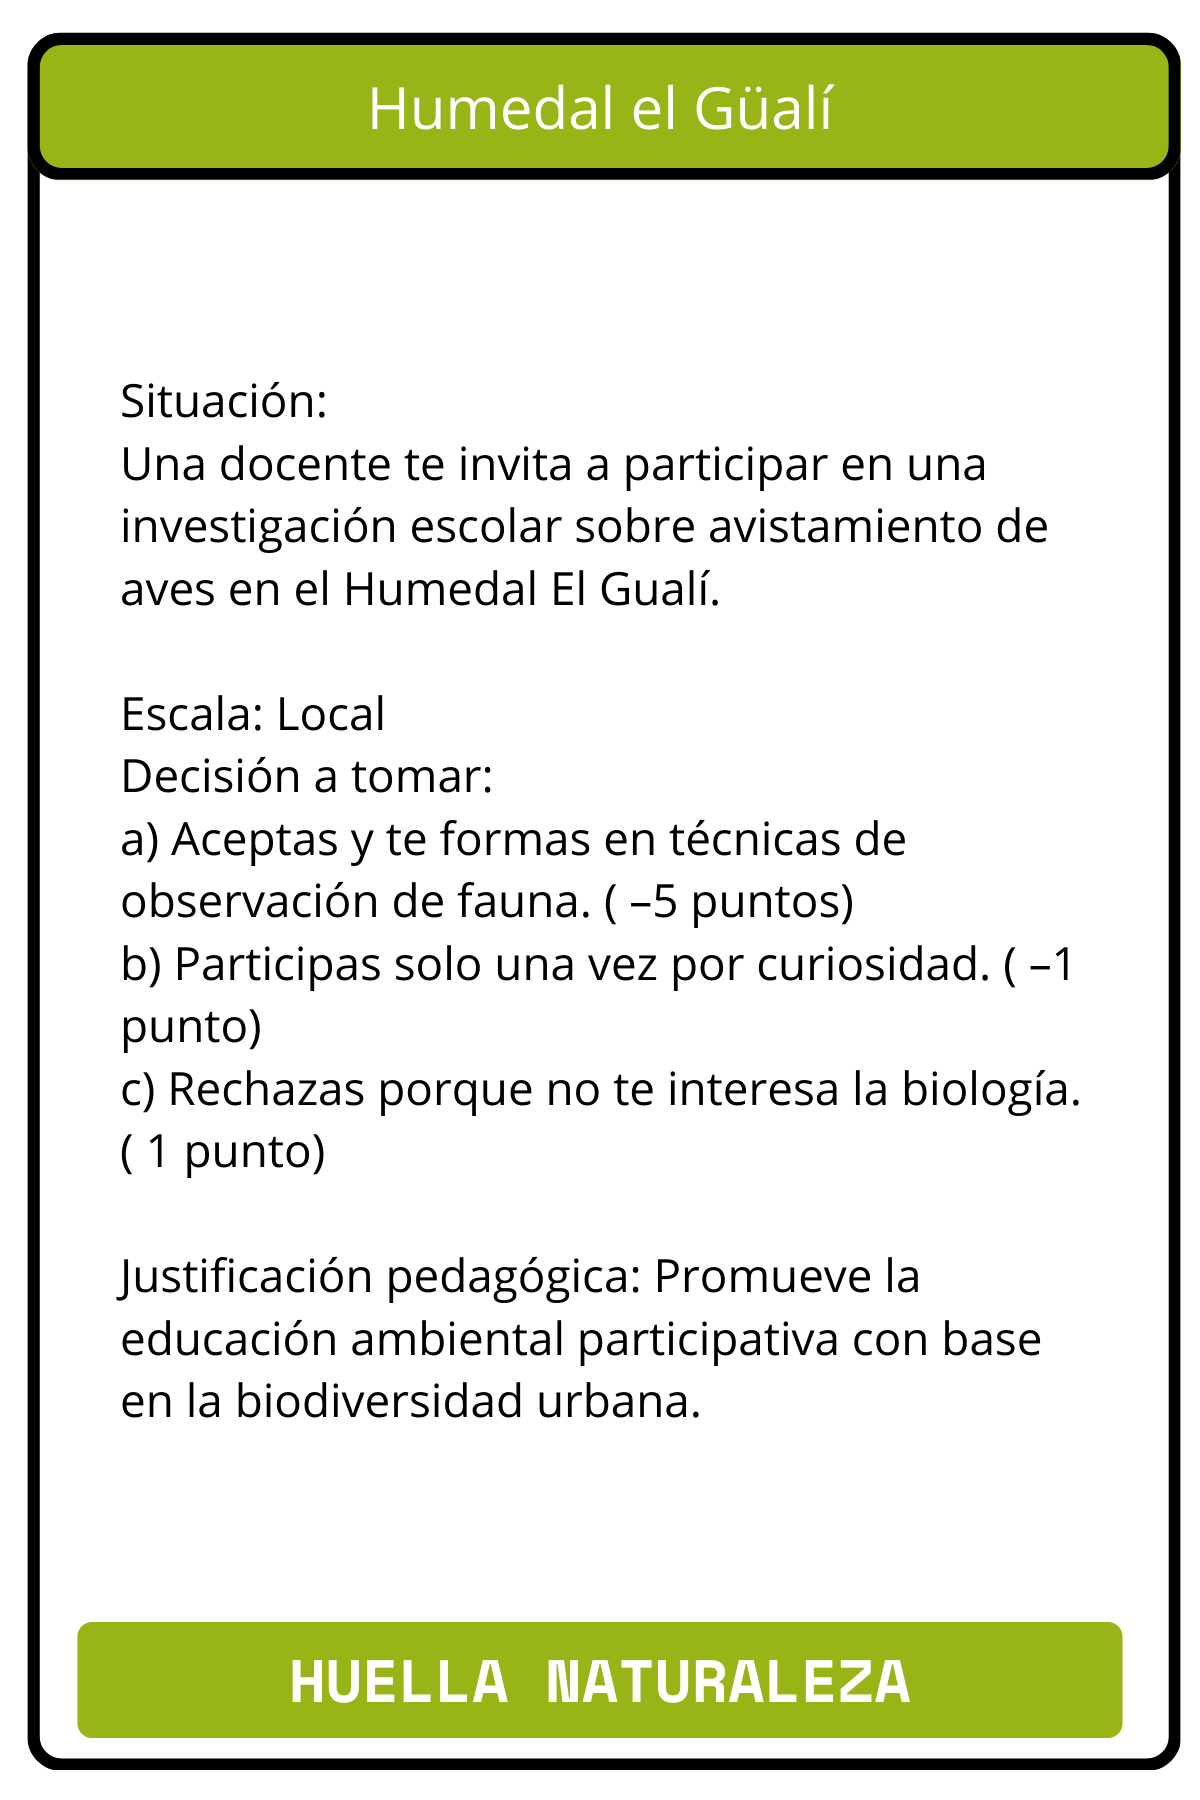 Humedal el Güalí
Situación:
Una docente te invita a participar en una
investigación escolar sobre avistamiento de
aves en el Humedal El Gualí.
Escala: Local
Decisión a tomar:
a) Aceptas y te formas en técnicas de
observación de fauna. ( –5 puntos)
b) Participas solo una vez por curiosidad. ( –1
punto)
c) Rechazas porque no te interesa la biología.
( 1 punto)
Justificación pedagógica: Promueve la
educación ambiental participativa con base
en la biodiversidad urbana.
HUELLA NATURALEZA